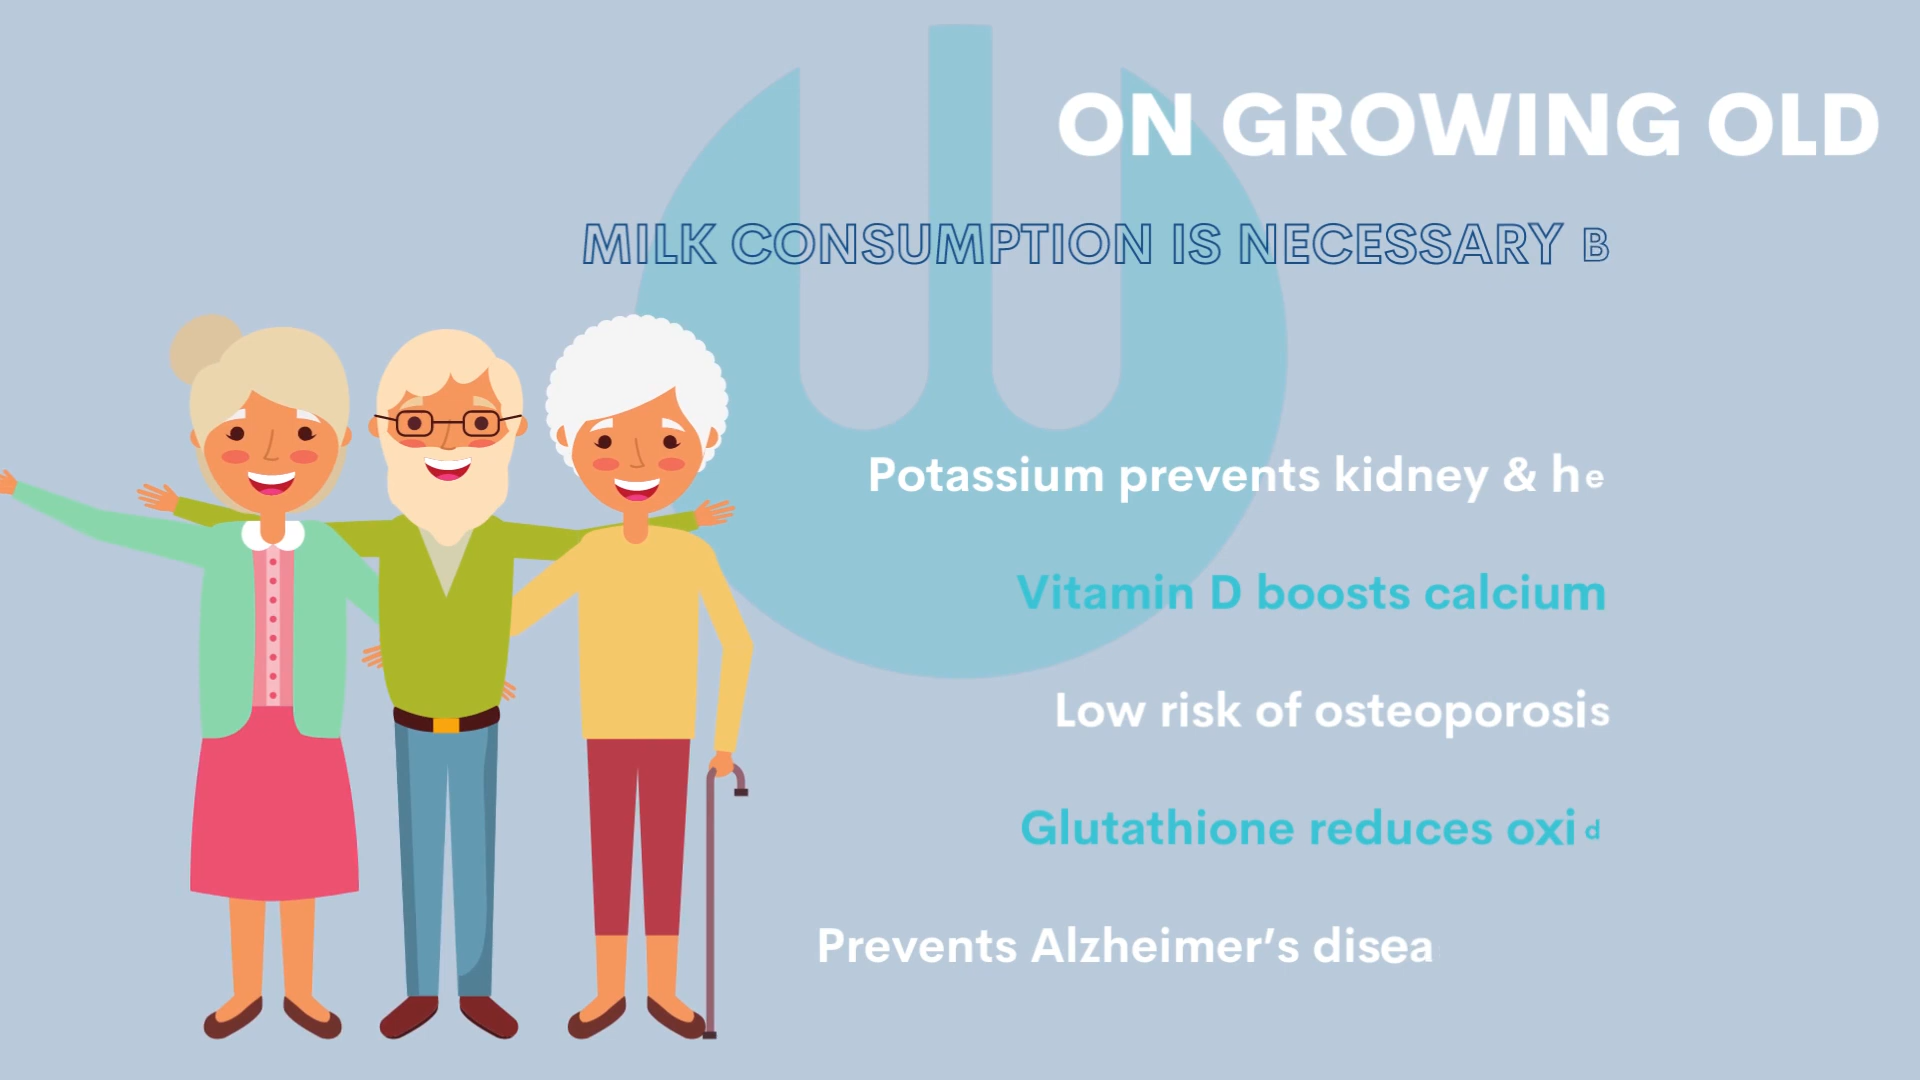 ON GROWING OLD
MILK CONSUMPTION IS NECESSARY B
Potassium prevents kidney & he
Vitamin D boosts calcium
Low risk of osteoporosis
Glutathione reduces oxid
Prevents Alzheimer’s disea